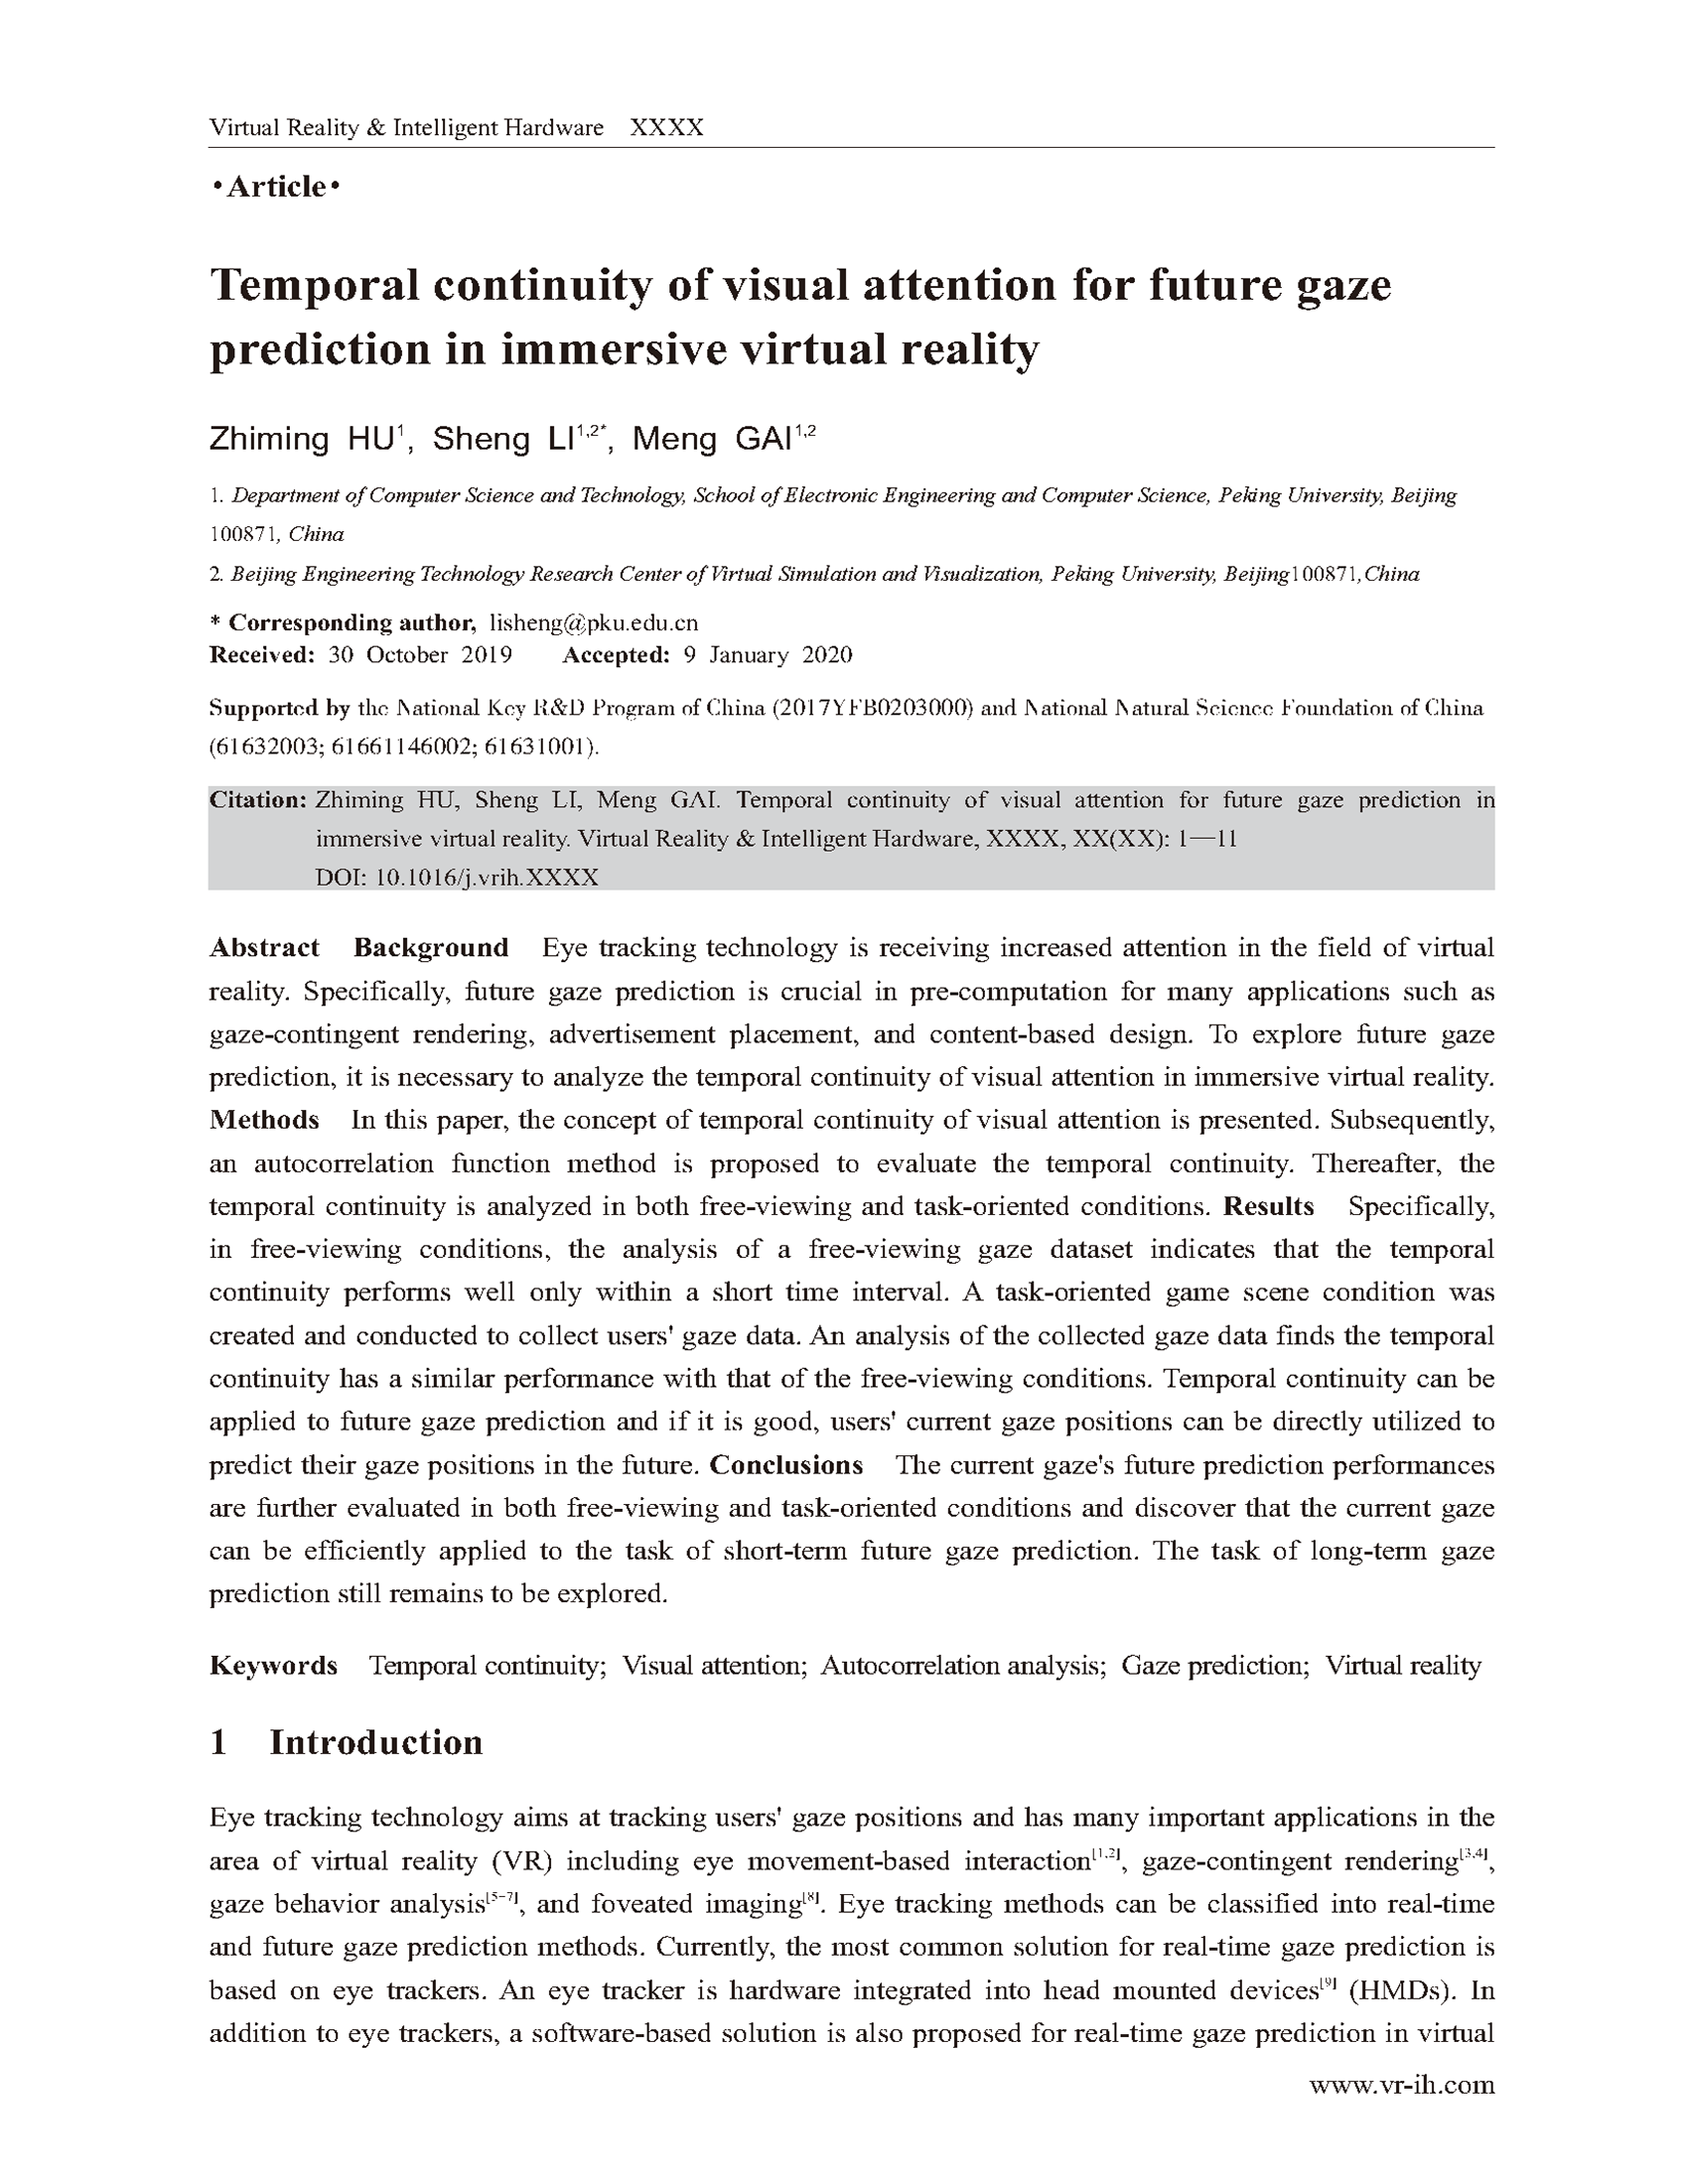 Virtual Reality & Intelligent Hardware XXXX
•Article•
Temporal continuity of visual attention for future gaze
prediction in immersive virtual reality
Zhiming HU1, Sheng LI1,2*, Meng GAI1,2
1. Department of Computer Science and Technology, School of Electronic Engineering and Computer Science, Peking University, Beijing
100871, China
2. Beijing Engineering Technology Research Center of Virtual Simulation and Visualization, Peking University, Beijing100871,China
* Corresponding author, lisheng@pku.edu.cn
Received: 30 October 2019 Accepted: 9 January 2020
Supported by the National Key R&D Program of China (2017YFB0203000) and National Natural Science Foundation of China
(61632003; 61661146002; 61631001).
Citation: Zhiming HU, Sheng LI, Meng GAI. Temporal continuity of visual attention for future gaze prediction in
immersive virtual reality. Virtual Reality & Intelligent Hardware, XXXX, XX(XX): 1—11
DOI: 10.1016/j.vrih.XXXX
Abstract Background Eye tracking technology is receiving increased attention in the field of virtual
reality. Specifically, future gaze prediction is crucial in pre-computation for many applications such as
gaze-contingent rendering, advertisement placement, and content-based design. To explore future gaze
prediction, it is necessary to analyze the temporal continuity of visual attention in immersive virtual reality.
Methods In this paper, the concept of temporal continuity of visual attention is presented. Subsequently,
an autocorrelation function method is proposed to evaluate the temporal continuity. Thereafter, the
temporal continuity is analyzed in both free-viewing and task-oriented conditions. Results Specifically,
in free-viewing conditions, the analysis of a free-viewing gaze dataset indicates that the temporal
continuity performs well only within a short time interval. A task-oriented game scene condition was
created and conducted to collect users' gaze data. An analysis of the collected gaze data finds the temporal
continuity has a similar performance with that of the free-viewing conditions. Temporal continuity can be
applied to future gaze prediction and if it is good, users' current gaze positions can be directly utilized to
predict their gaze positions in the future. Conclusions The current gaze's future prediction performances
are further evaluated in both free-viewing and task-oriented conditions and discover that the current gaze
can be efficiently applied to the task of short-term future gaze prediction. The task of long-term gaze
prediction still remains to be explored.
Keywords Temporal continuity; Visual attention; Autocorrelation analysis; Gaze prediction; Virtual reality
1 Introduction
Eye tracking technology aims at tracking users' gaze positions and has many important applications in the
area of virtual reality (VR) including eye movement-based interaction[1,2], gaze-contingent rendering[3,4],
gaze behavior analysis[5-7], and foveated imaging[8]. Eye tracking methods can be classified into real-time
and future gaze prediction methods. Currently, the most common solution for real-time gaze prediction is
based on eye trackers. An eye tracker is hardware integrated into head mounted devices[9] (HMDs). In
addition to eye trackers, a software-based solution is also proposed for real-time gaze prediction in virtual
www.vr-ih.com